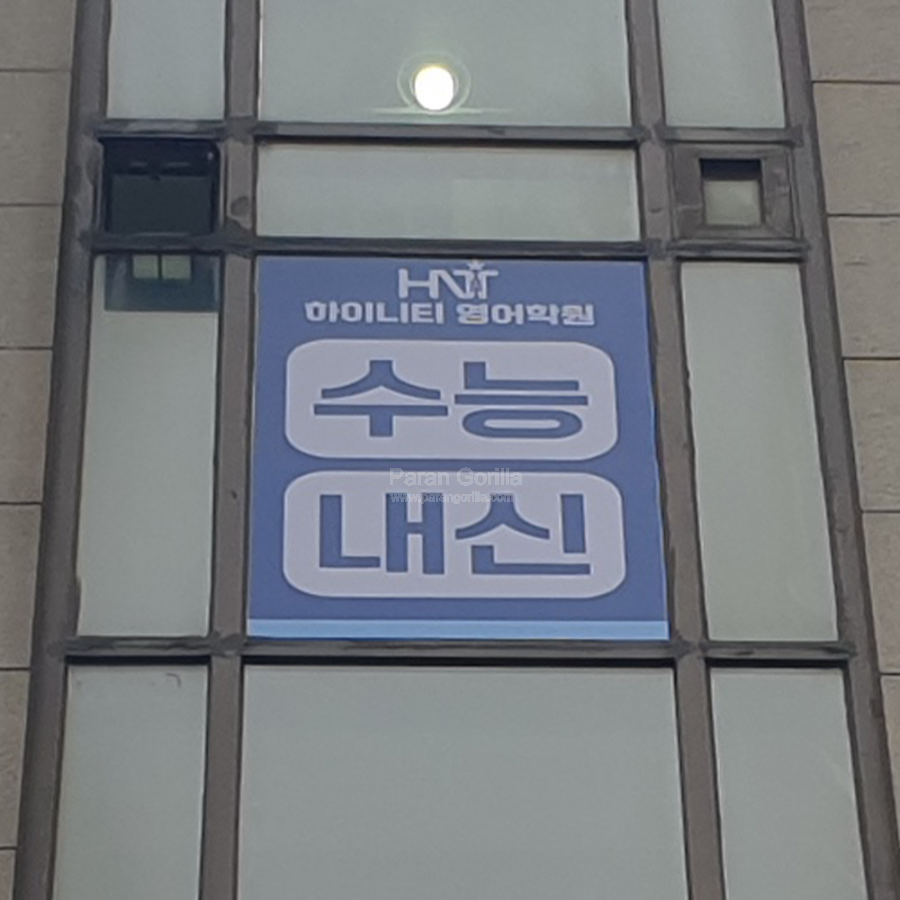 HNT
하이니티 영어학원
수능
Paran Gorilla
www.parangorilla.com
내신